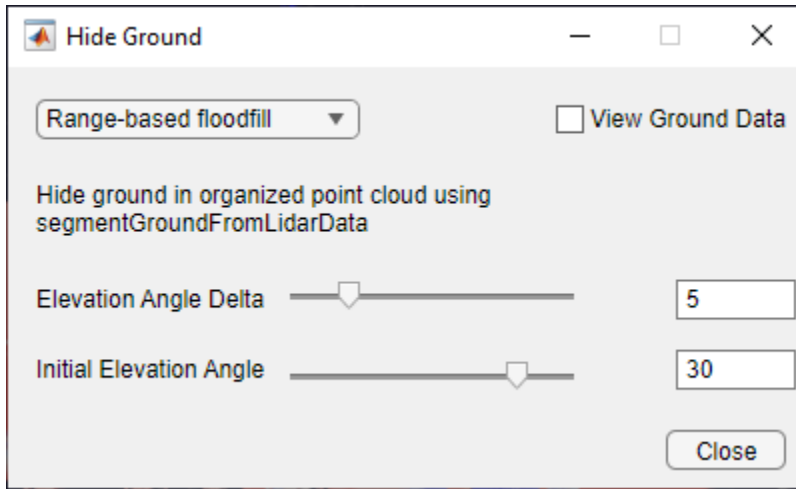 Hide Ground
Range-based floodfill
View Ground Data
Hide ground in organized point cloud using
segmentGroundFromLidarData
Elevation Angle Delta
5
Initial Elevation Angle
30
Close